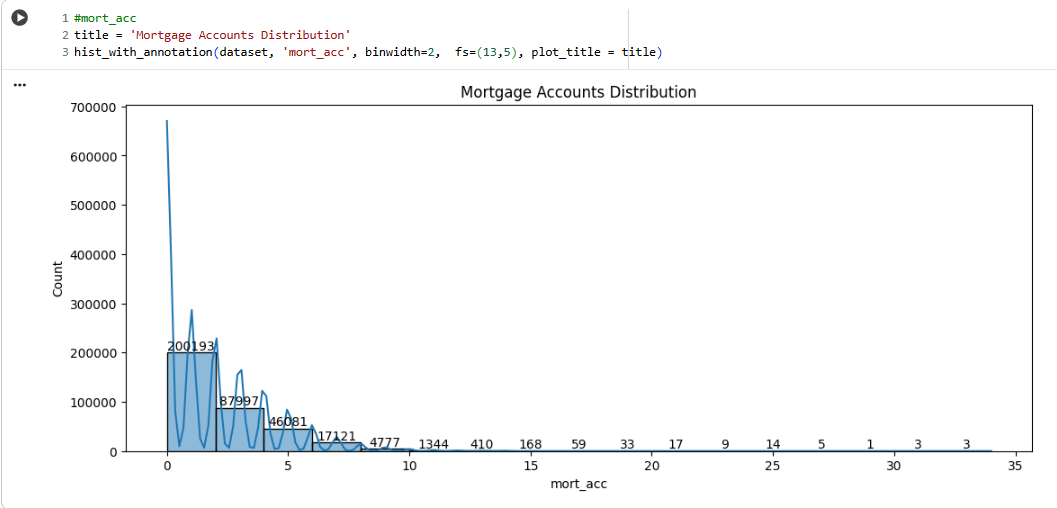 1 #mort_acc
2 title = 'Mortgage Accounts Distribution'
3 hist_with_annotation(dataset, 'mort_acc', binwidth=2,  fs=(13,5), plot_title = title)
...
Mortgage Accounts Distribution
700000
600000
500000
400000
300000
200000
100000
0
Count
200193
87997
46081
17121
4777 1344 410 168 59 33 17 9 14 5 1 3 3
0 5 10 15 20 25 30 35
mort_acc